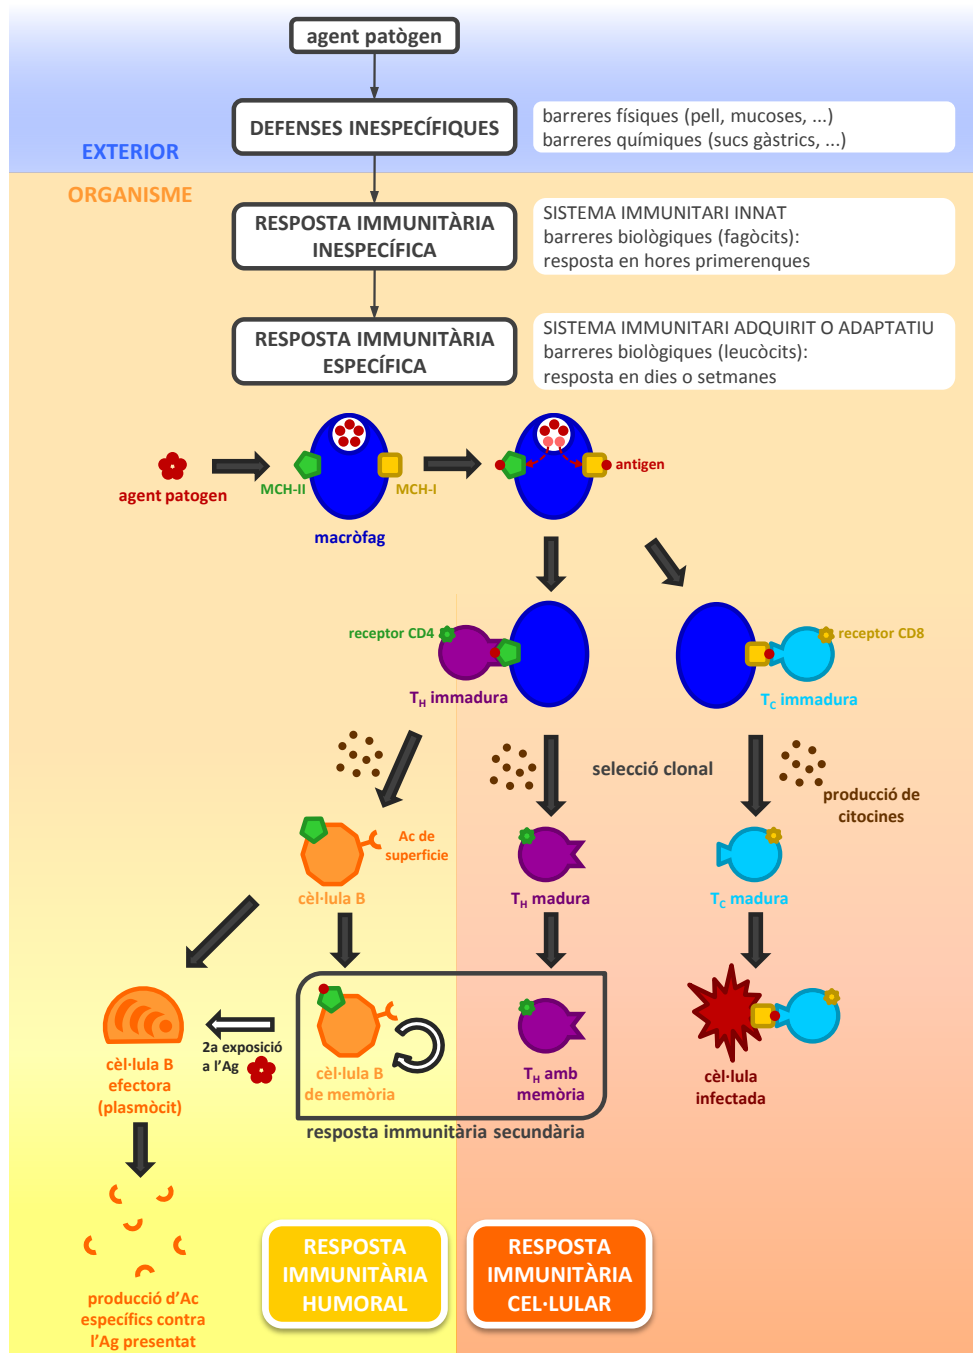 agent patògen
DEFENSES INESPECÍFIQUES
barreres físiques (pell, mucoses, ...)
barreres químiques (sucs gàstrics, ...)
EXTERIOR
ORGANISME
RESPOSTA IMMUNITÀRIA
INESPECÍFICA
SISTEMA IMMUNITARI INNAT
barreres biològiques (fagòcits):
resposta en hores primerenques
RESPOSTA IMMUNITÀRIA
ESPECÍFICA
SISTEMA IMMUNITARI ADQUIRIT O ADAPTATIU
barreres biològiques (leucòcits):
resposta en dies o setmanes
agent patogen
MCH-II
MCH-I
antigen
macròfag
receptor CD4
receptor CD8
TH immadura
TC immadura
selecció clonal
producció de
citocines
Ac de
superfície
cèl·lula B
TH madura
TC madura
2a exposició
a l'Ag
cèl·lula B
efectora
(plasmòcit)
cèl·lula B
de memòria
TH amb
memòria
cèl·lula
infectada
resposta immunitària secundària
producció d'Ac
específics contra
l'Ag presentat
RESPOSTA
IMMUNITÀRIA
HUMORAL
RESPOSTA
IMMUNITÀRIA
CEL·LULAR